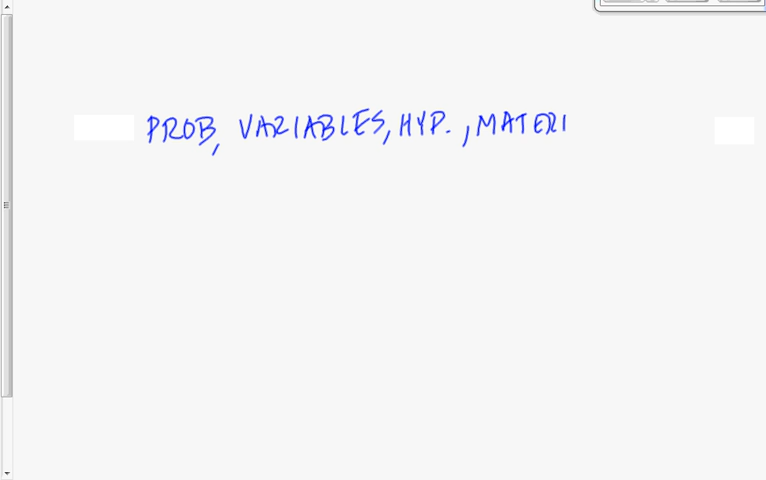 PROB, VARIABLES, HYP., MATERI